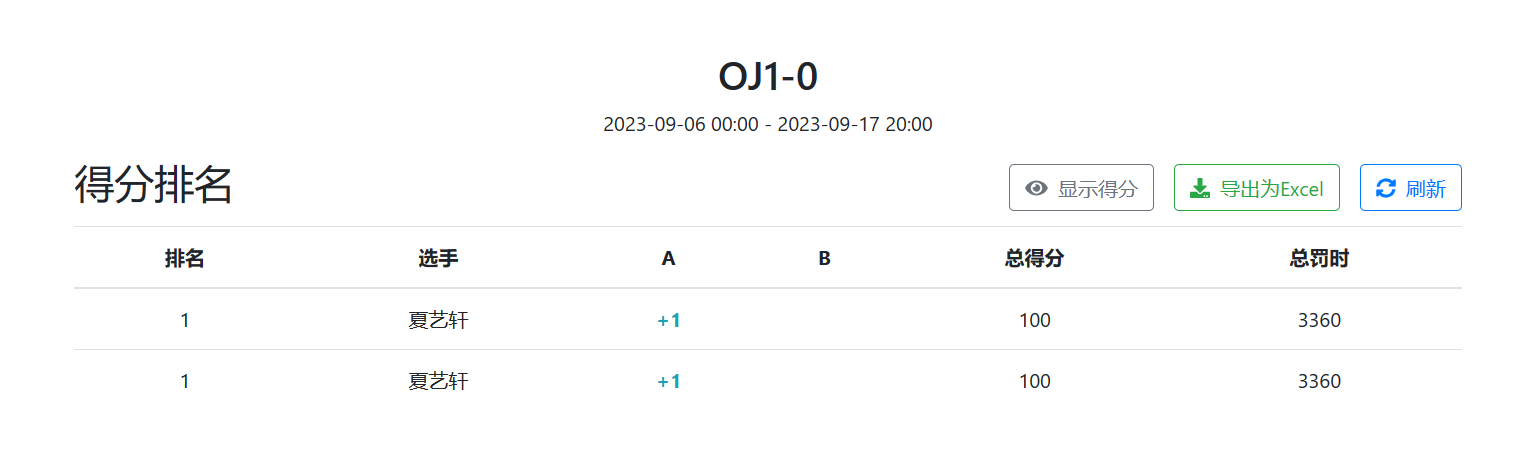 OJ1-0
2023-09-06 00:00 - 2023-09-17 20:00
得分排名
显示得分 导出为Excel 刷新
排名 选手 A B 总得分 总罚时
1 夏艺轩 +1 100 3360
1 夏艺轩 +1 100 3360